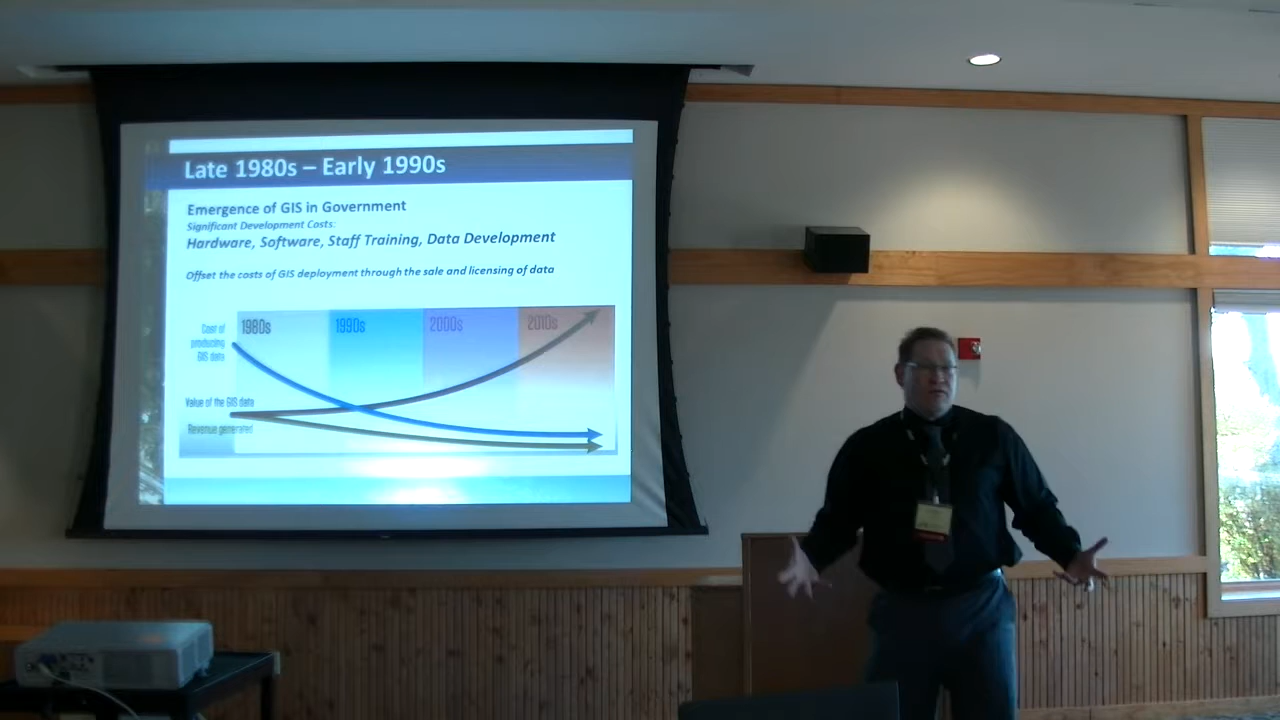 Late 1980s – Early 1990s
Emergence of GIS in Government
Significant Development Costs:
Hardware, Software, Staff Training, Data Development
Offset the costs of GIS deployment through the sale and licensing of data
1980s 1990s 2000s 2010s
Cost of
producing
GIS data
Value of the GIS data
Revenue generated